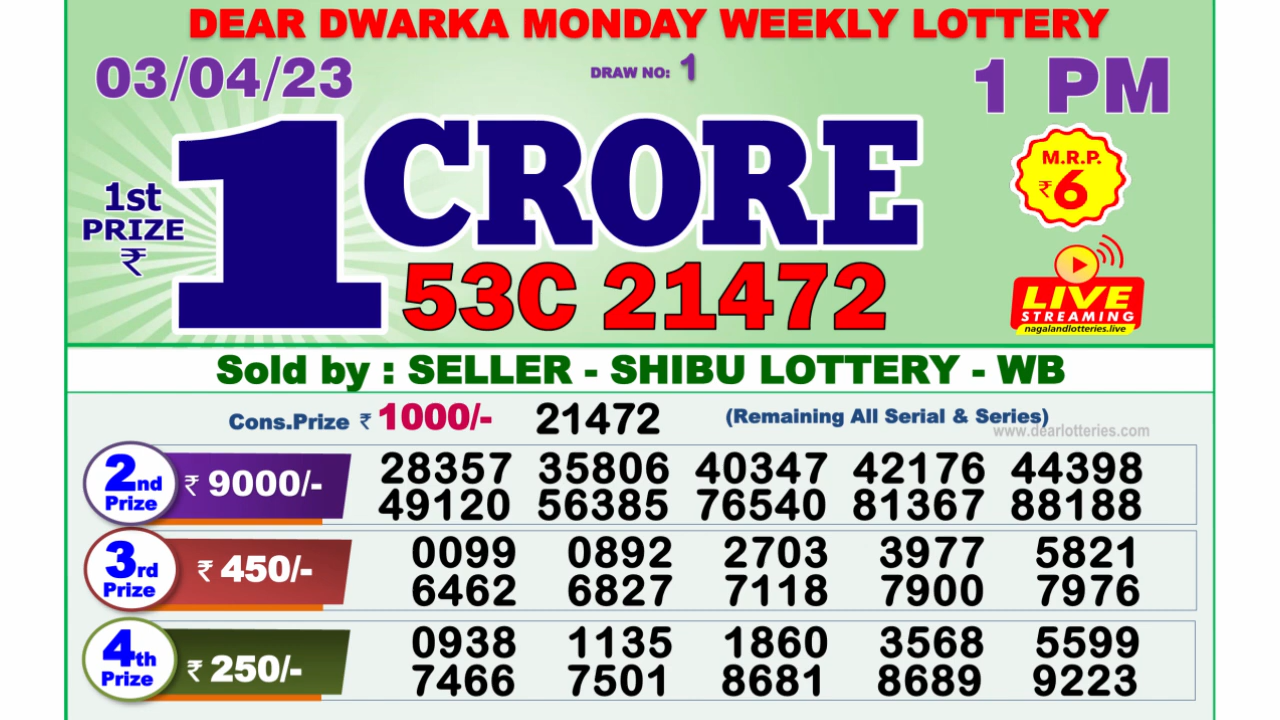 DEAR DWARKA MONDAY WEEKLY LOTTERY
03/04/23 DRAW NO: 1 1 PM
1st PRIZE ₹ 1 CRORE
M.R.P. ₹6
53C 21472
LIVE
STREAMING
nagalandlotteries.live
Sold by : SELLER - SHIBU LOTTERY - WB
Cons.Prize ₹ 1000/- 21472 (Remaining All Serial & Series)
www.dearlotteries.com
2nd Prize ₹ 9000/-
28357 35806 40347 42176 44398
49120 56385 76540 81367 88188
3rd Prize ₹ 450/-
0099 0892 2703 3977 5821
6462 6827 7118 7900 7976
4th Prize ₹ 250/-
0938 1135 1860 3568 5599
7466 7501 8681 8689 9223